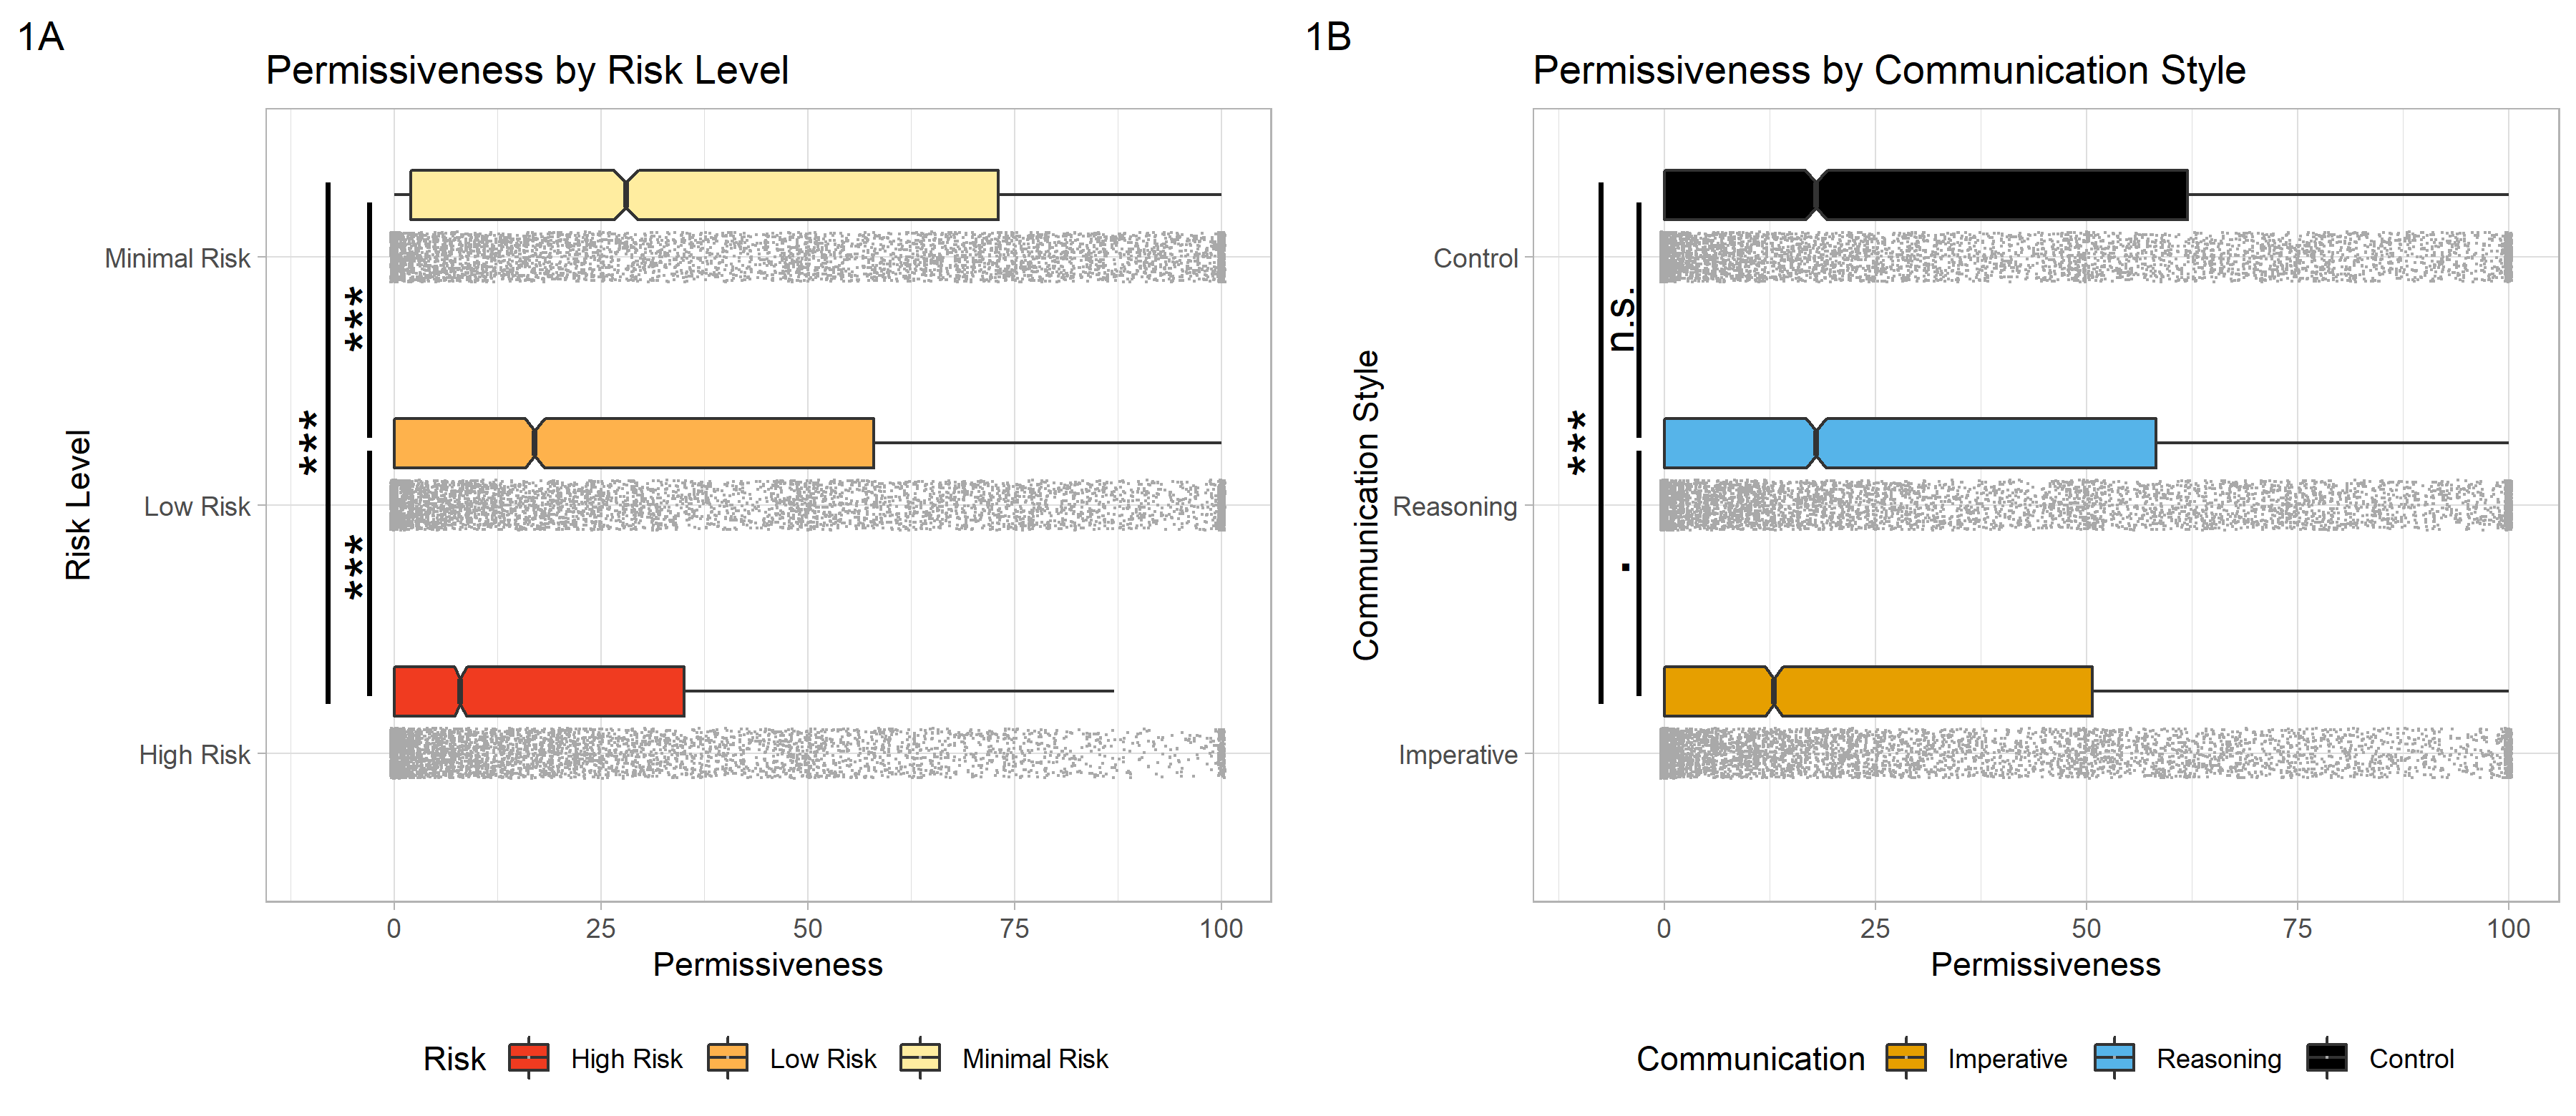 1A
Permissiveness by Risk Level
Risk Level
Minimal Risk
Low Risk
High Risk
***
***
***
0 25 50 75 100
Permissiveness
Risk High Risk Low Risk Minimal Risk
1B
Permissiveness by Communication Style
Communication Style
Control
Reasoning
Imperative
***
n.s.
.
0 25 50 75 100
Permissiveness
Communication Imperative Reasoning Control